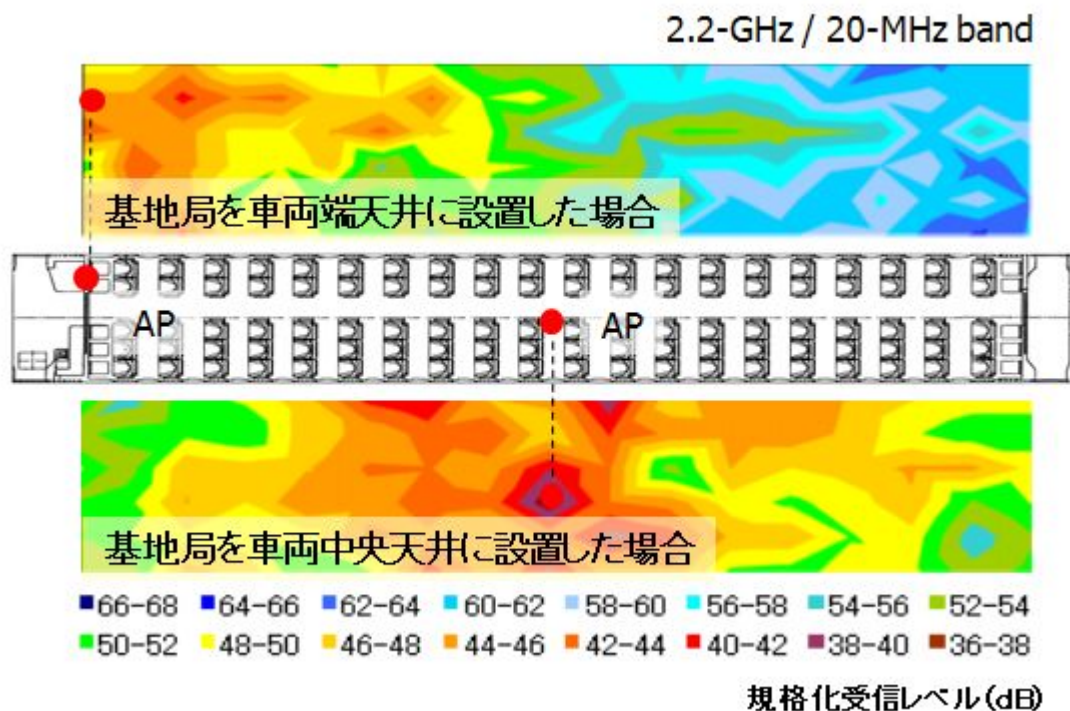 2.2-GHz / 20-MHz band
基地局を車両端天井に設置した場合
AP
AP
基地局を車両中央天井に設置した場合
66-68 64-66 62-64 60-62 58-60 56-58 54-56 52-54
50-52 48-50 46-48 44-46 42-44 40-42 38-40 36-38
規格化受信レベル(dB)